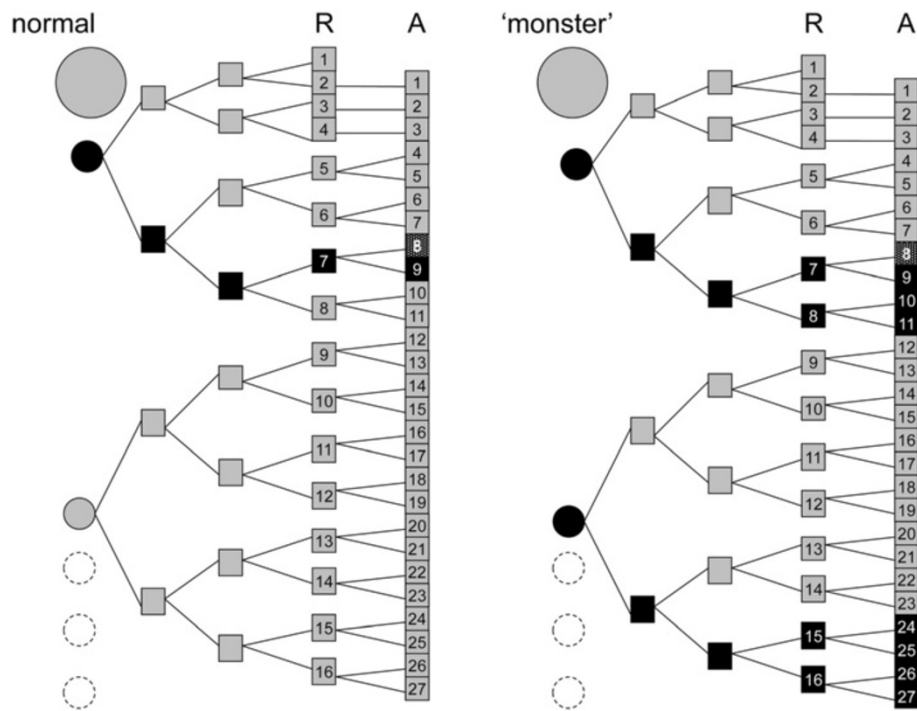 normal R A 'monster' R A
1 1
2 1 2 1
3 2 3 2
4 3 4 3
4 4
5 5 5 5
6 6
6 7 6 7
8 8
7 9 7 9
10 10
8 11 8 11
12 12
9 13 9 13
14 14
10 15 10 15
16 16
11 17 11 17
18 18
12 19 12 19
20 20
13 21 13 21
22 22
14 23 14 23
24 24
15 25 15 25
26 26
16 27 16 27